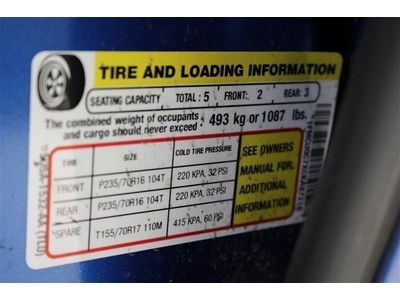 TIRE AND LOADING INFORMATION
SEATING CAPACITY TOTAL: 5 FRONT: 2 REAR: 3
The combined weight of occupants
and cargo should never exceed: 493 kg or 1087 lbs.
TIRE SIZE COLD TIRE PRESSURE
FRONT P235/70R16 104T 220 KPA, 32 PSI
REAR P235/70R16 104T 220 KPA, 32 PSI
SPARE T155/70R17 110M 415 KPA, 60 PSI
SEE OWNERS
MANUAL FOR
ADDITIONAL
INFORMATION